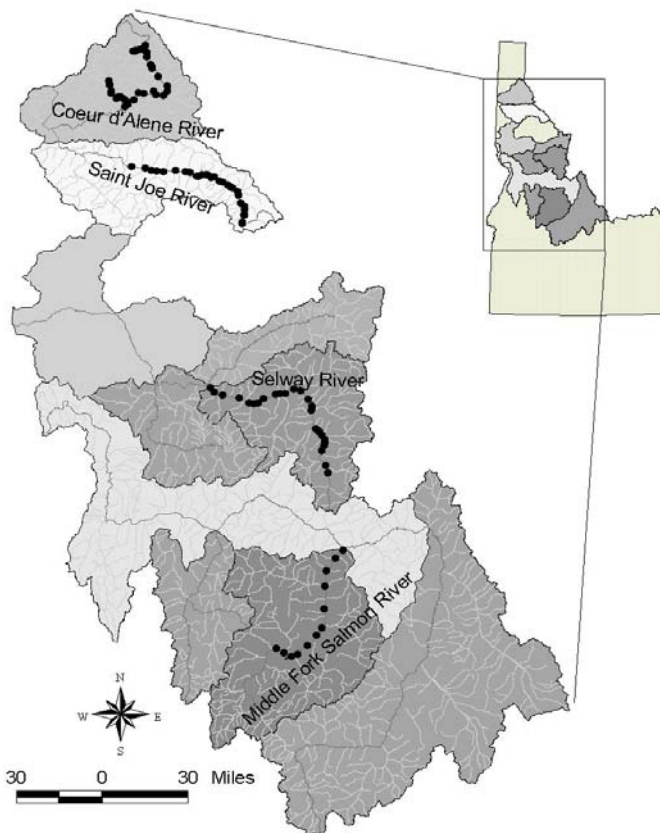 Coeur d'Alene River
Saint Joe River
Selway River
Middle Fork Salmon River
N
W E
S
30 0 30 Miles